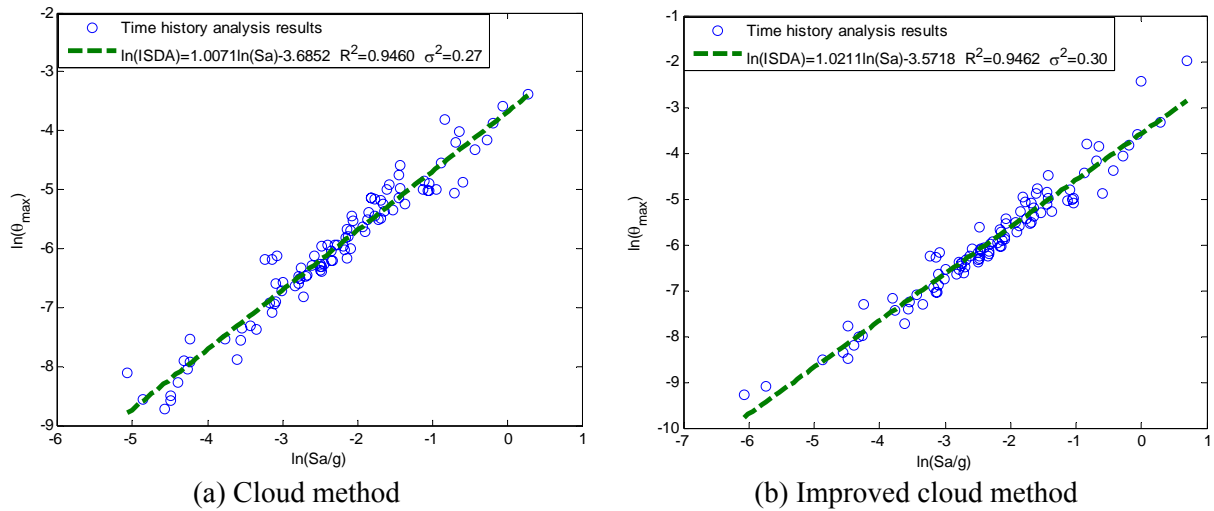 Time history analysis results
ln(ISDA)=1.0071ln(Sa)-3.6852 R²=0.9460 σ²=0.27
-2
-3
-4
-5
-6
-7
-8
-9
ln(θmax)
-6 -5 -4 -3 -2 -1 0 1
ln(Sa/g)
(a) Cloud method
Time history analysis results
ln(ISDA)=1.0211ln(Sa)-3.5718 R²=0.9462 σ²=0.30
-1
-2
-3
-4
-5
-6
-7
-8
-9
-10
ln(θmax)
-7 -6 -5 -4 -3 -2 -1 0 1
ln(Sa/g)
(b) Improved cloud method